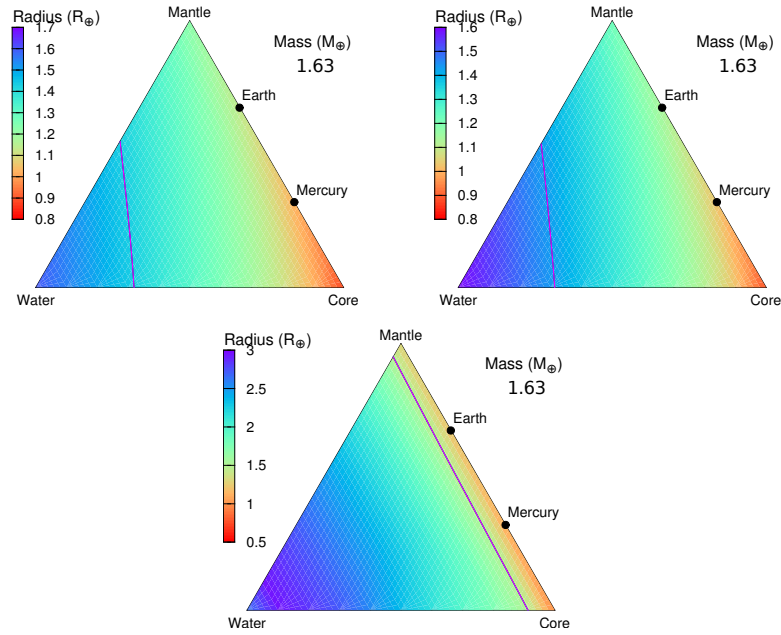 Radius (R⊕)
1.7
1.6
1.5
1.4
1.3
1.2
1.1
1
0.9
0.8
Mantle
Mass (M⊕)
1.63
Earth
Mercury
Water
Core
Radius (R⊕)
1.6
1.5
1.4
1.3
1.2
1.1
1
0.9
0.8
Mantle
Mass (M⊕)
1.63
Earth
Mercury
Water
Core
Radius (R⊕)
3
2.5
2
1.5
1
0.5
Mantle
Mass (M⊕)
1.63
Earth
Mercury
Water
Core